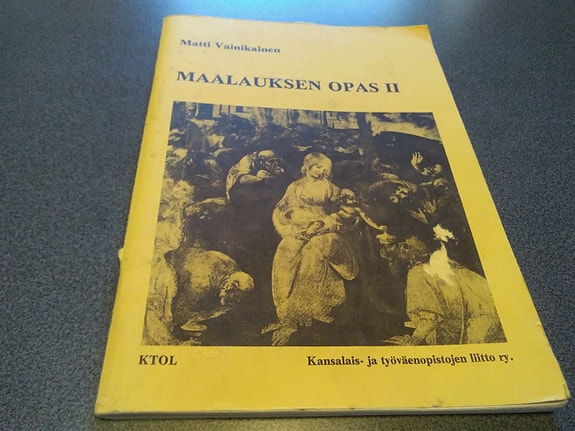 Matti Vainikainen
MAALAUKSEN OPAS II
KTOL
Kansalais- ja työväenopistojen liitto ry.